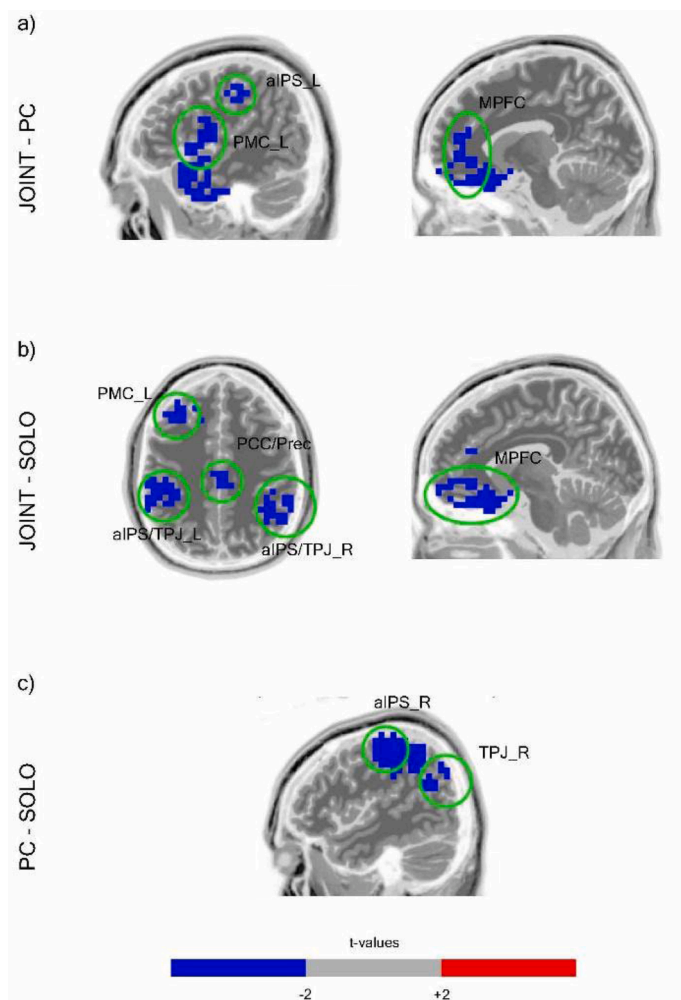 a)
aIPS_L
PMC_L
MPFC
JOINT - PC
b)
PMC_L
PCC/Prec
aIPS/TPJ_L
aIPS/TPJ_R
MPFC
JOINT - SOLO
c)
aIPS_R
TPJ_R
PC - SOLO
t-values
-2
+2